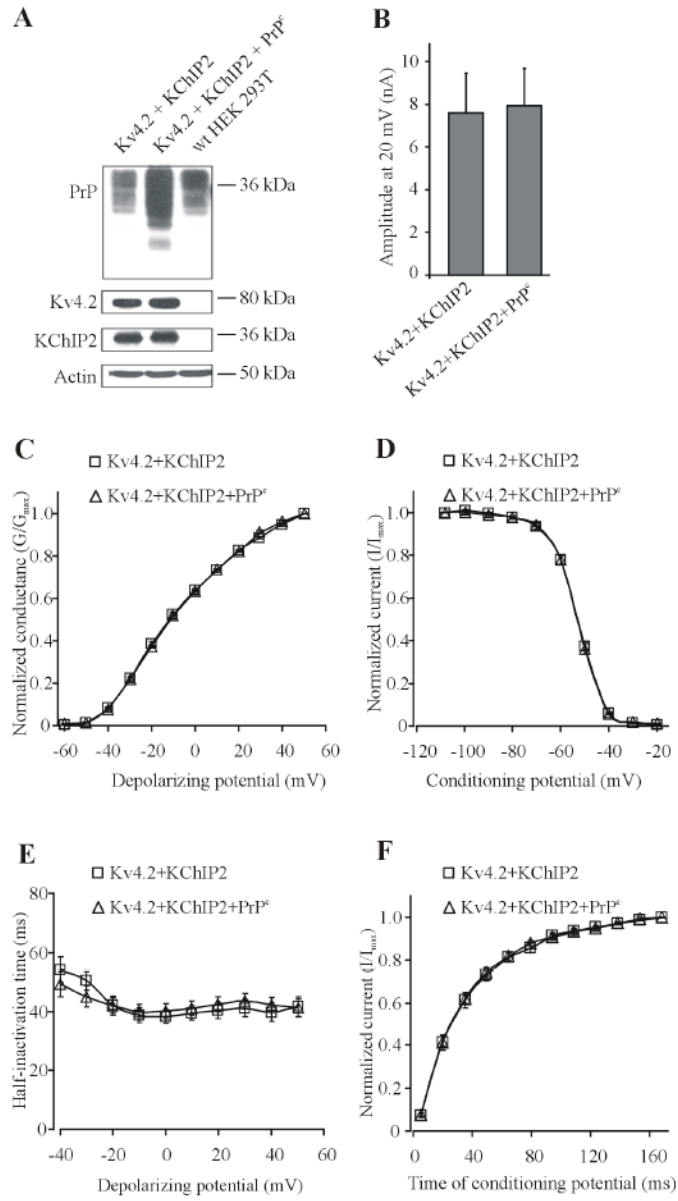 A
Kv4.2 + KChIP2
Kv4.2 + KChIP2 + PrPc
wt HEK 293T
PrP
36 kDa
Kv4.2
80 kDa
KChIP2
36 kDa
Actin
50 kDa
B
Amplitude at 20 mV (nA)
10
8
6
4
2
0
Kv4.2+KChIP2
Kv4.2+KChIP2+PrPc
C
Kv4.2+KChIP2
Kv4.2+KChIP2+PrPc
Normalized conductane (G/Gmax)
1.0
0.8
0.6
0.4
0.2
0
-60 -40 -20 0 20 40 60
Depolarizing potential (mV)
D
Kv4.2+KChIP2
Kv4.2+KChIP2+PrPc
Normalized current (I/Imax)
1.0
0.8
0.6
0.4
0.2
0
-120 -100 -80 -60 -40 -20
Conditioning potential (mV)
E
Kv4.2+KChIP2
Kv4.2+KChIP2+PrPc
Half-inactivation time (ms)
80
60
40
20
0
-40 -20 0 20 40 60
Depolarizing potential (mV)
F
Kv4.2+KChIP2
Kv4.2+KChIP2+PrPc
Normalized current (I/Imax)
1.0
0.8
0.6
0.4
0.2
0
0 40 80 120 160
Time of conditioning potential (ms)